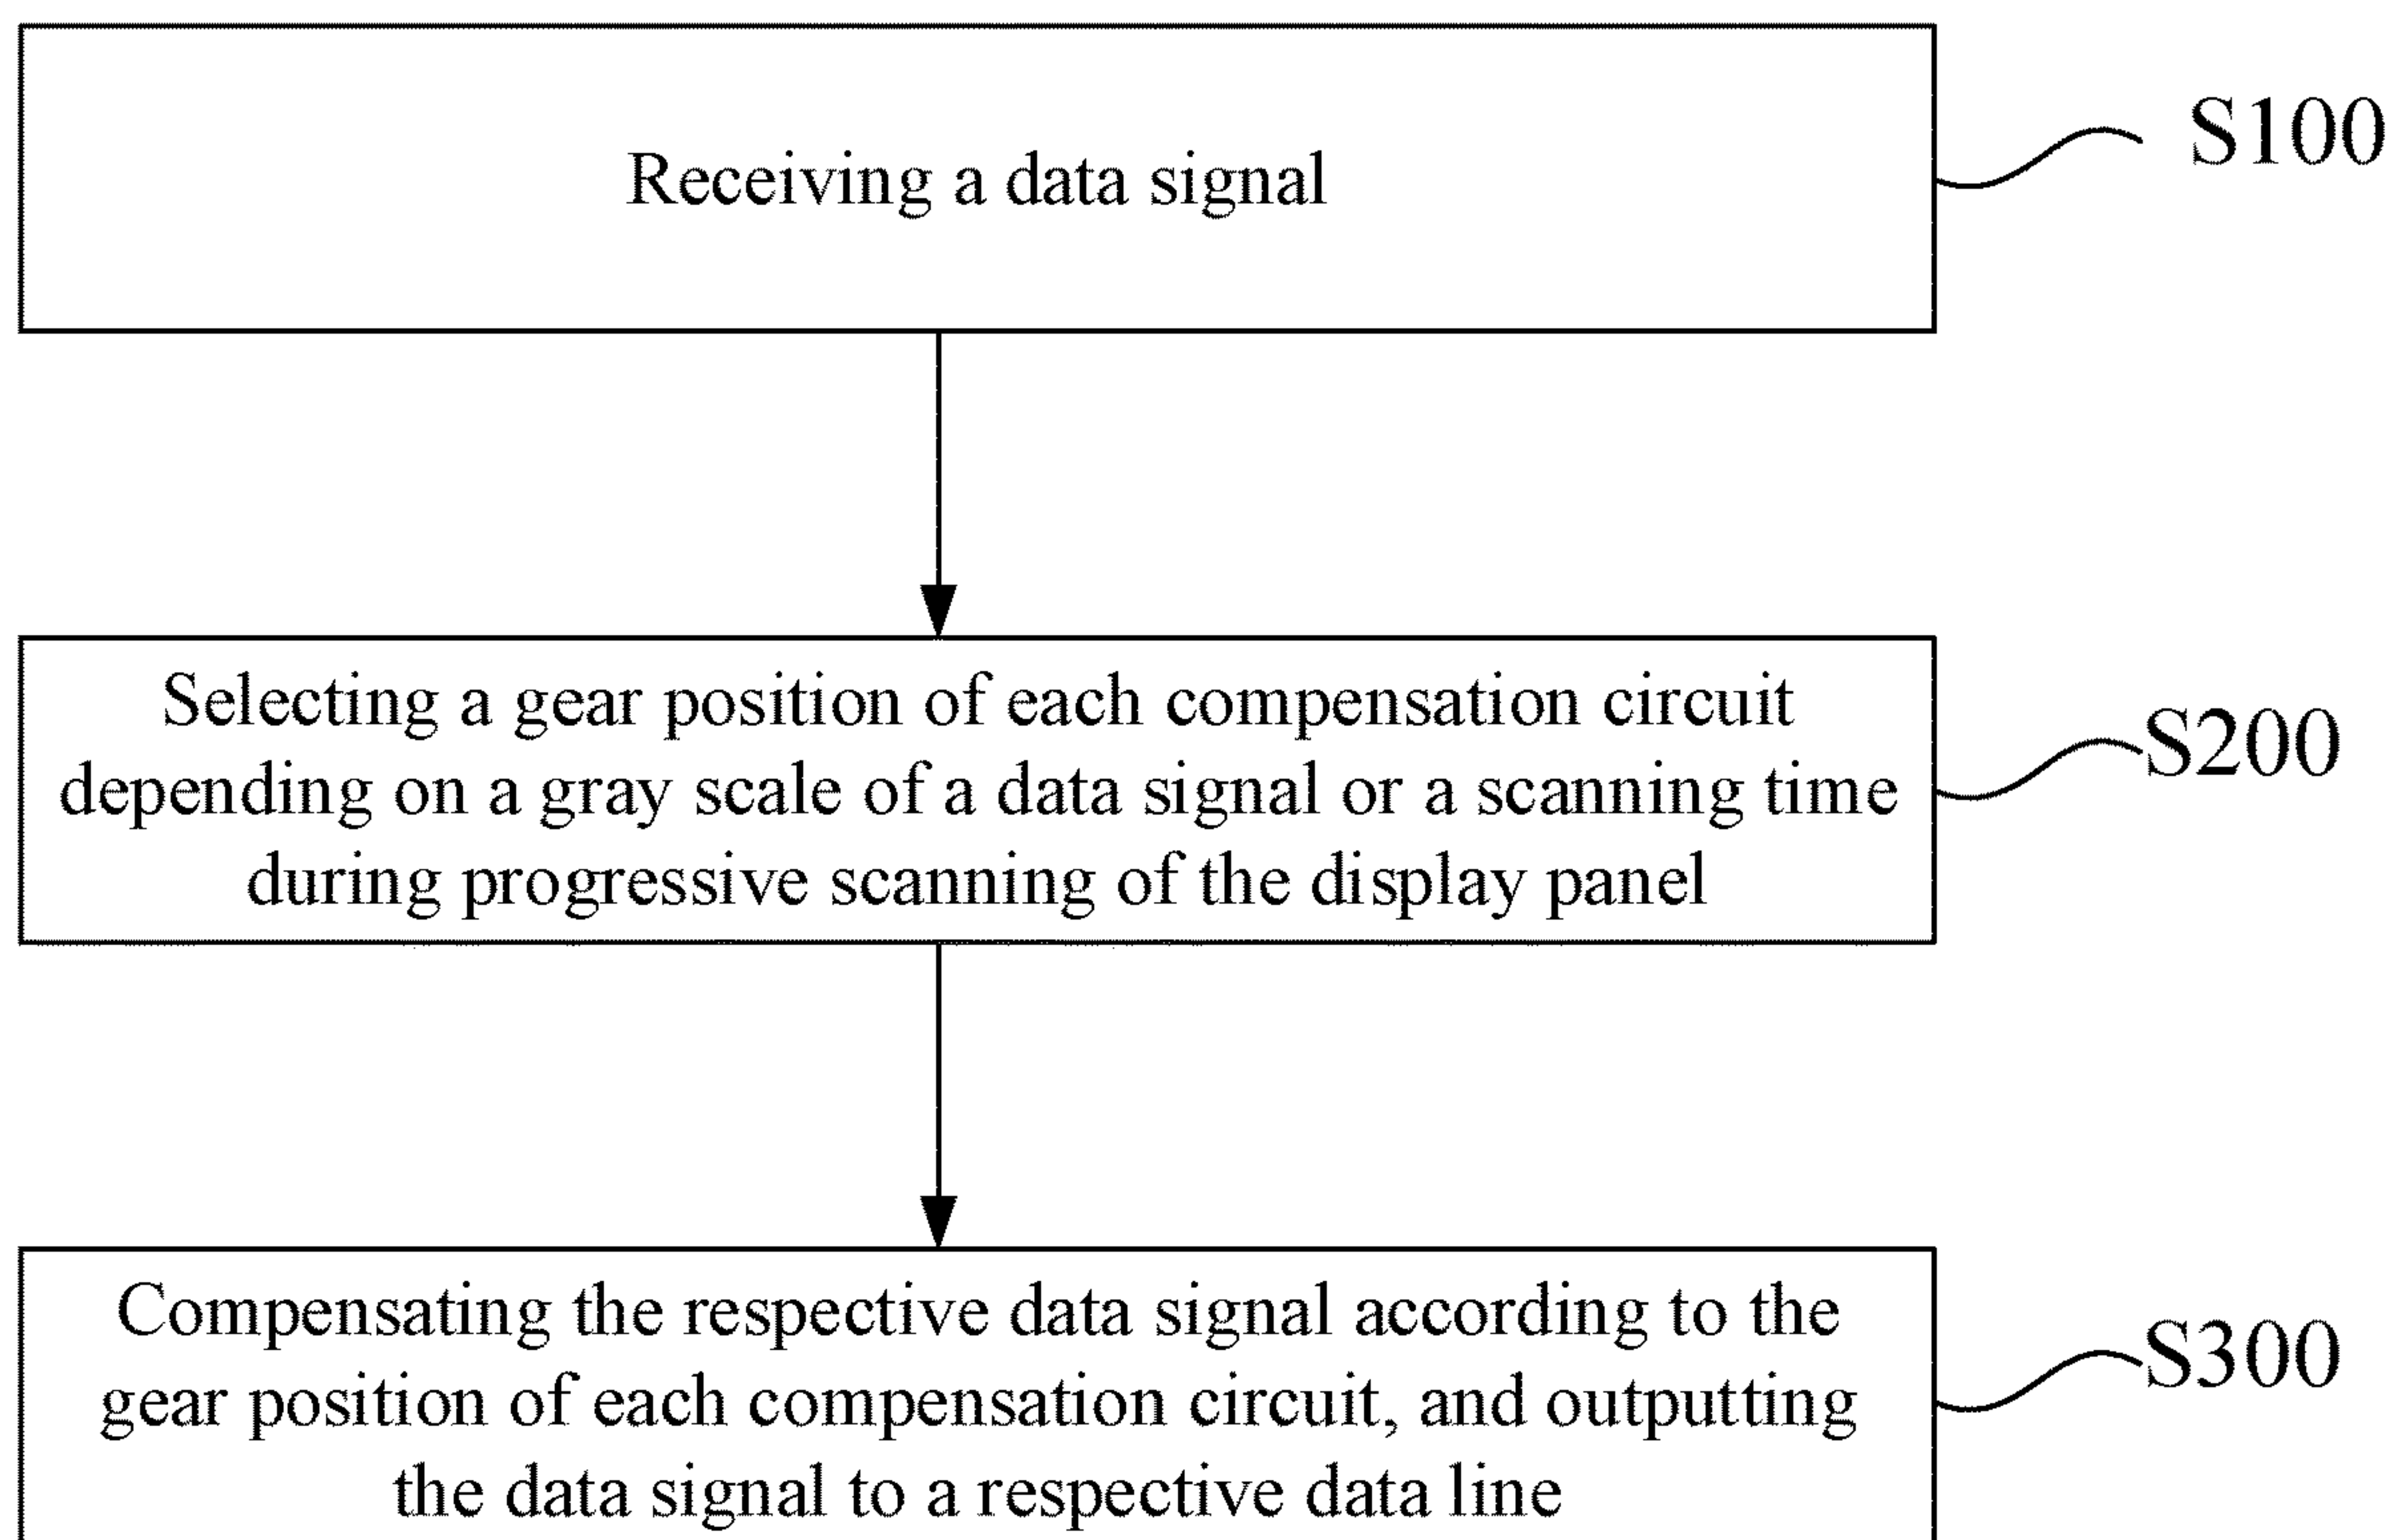 Receiving a data signal
S100
Selecting a gear position of each compensation circuit
depending on a gray scale of a data signal or a scanning time
during progressive scanning of the display panel
S200
Compensating the respective data signal according to the
gear position of each compensation circuit, and outputting
the data signal to a respective data line
S300